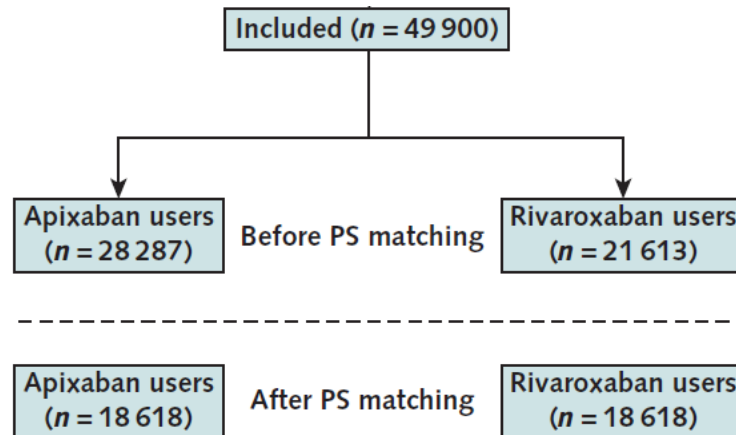 Included (n = 49 900)
Apixaban users
(n = 28 287)
Before PS matching
Rivaroxaban users
(n = 21 613)
Apixaban users
(n = 18 618)
After PS matching
Rivaroxaban users
(n = 18 618)